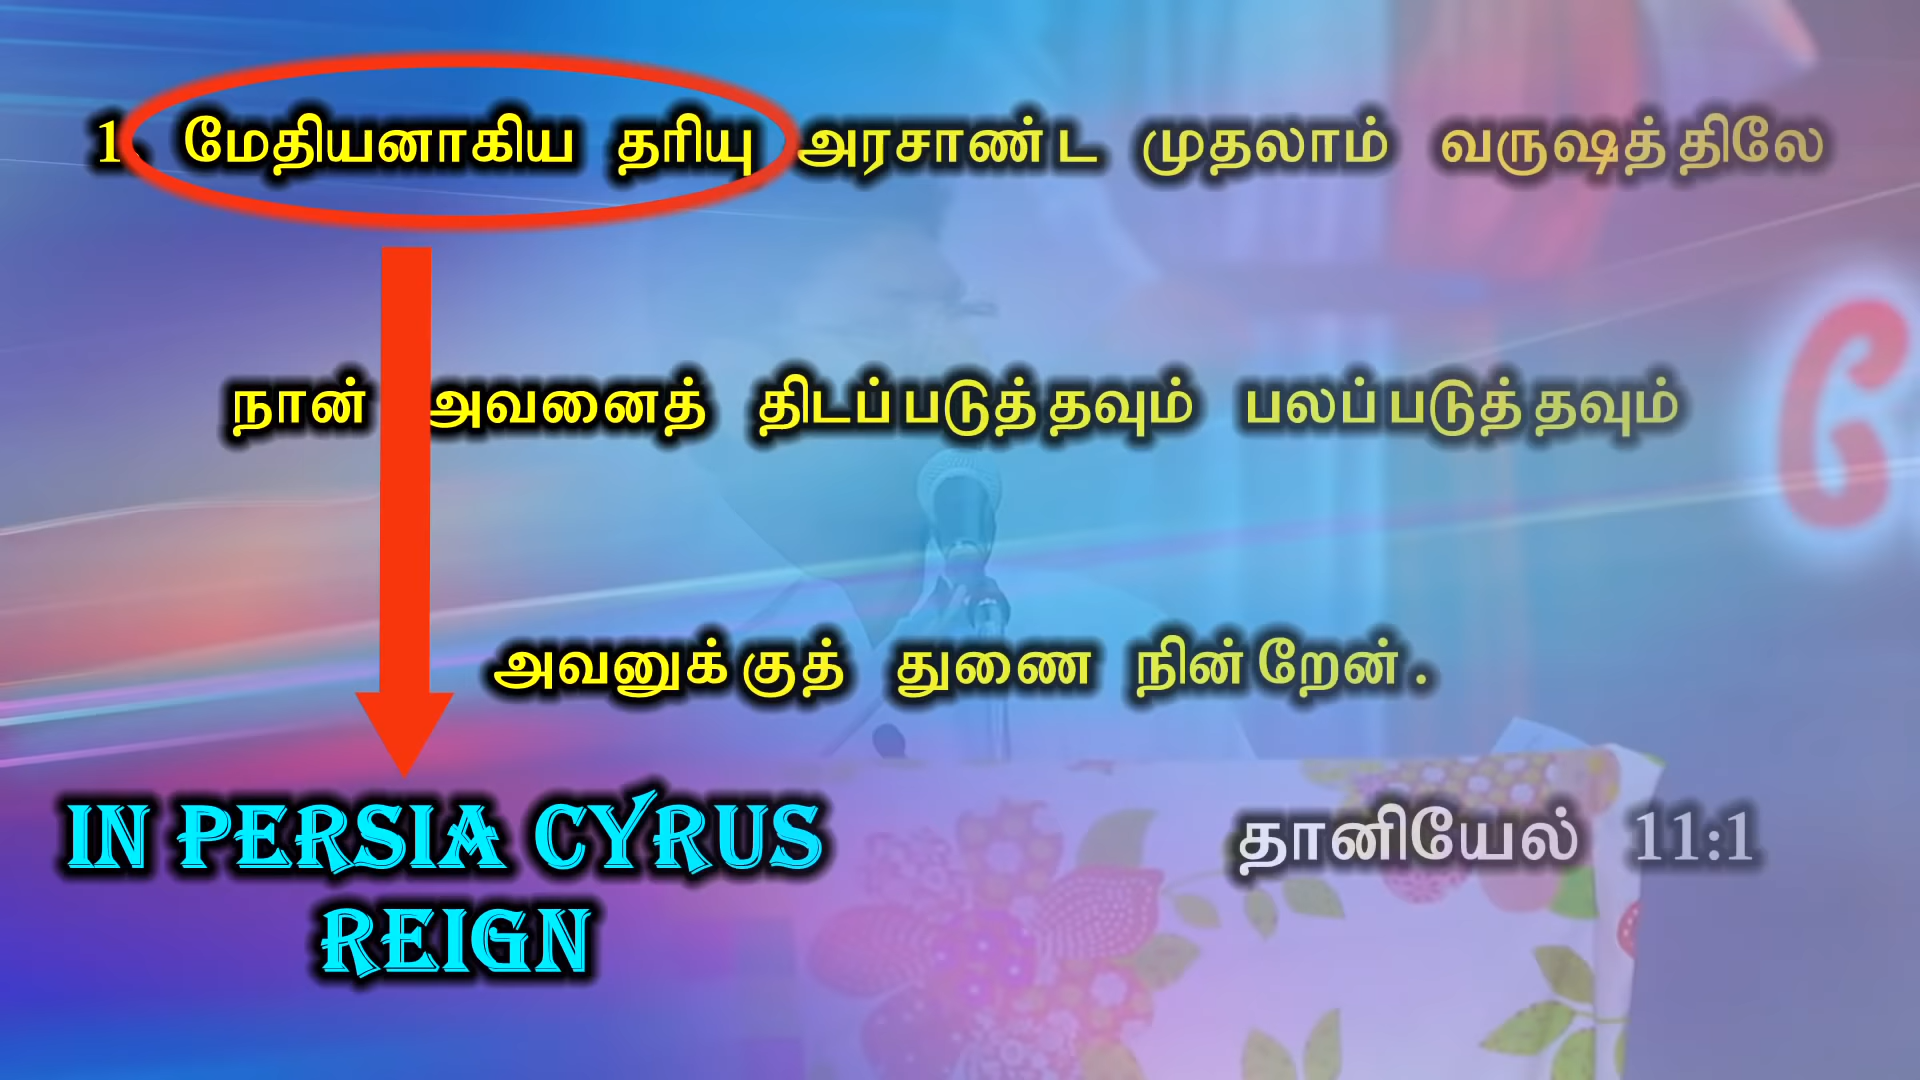 1. மேதியனாகிய தரியு அரசாண்ட முதலாம் வருஷத்திலே
நான் அவனைத் திடப்படுத்தவும் பலப்படுத்தவும்
அவனுக்குத் துணை நின்றேன்.
IN PERSIA CYRUS
REIGN
தானியேல் 11:1